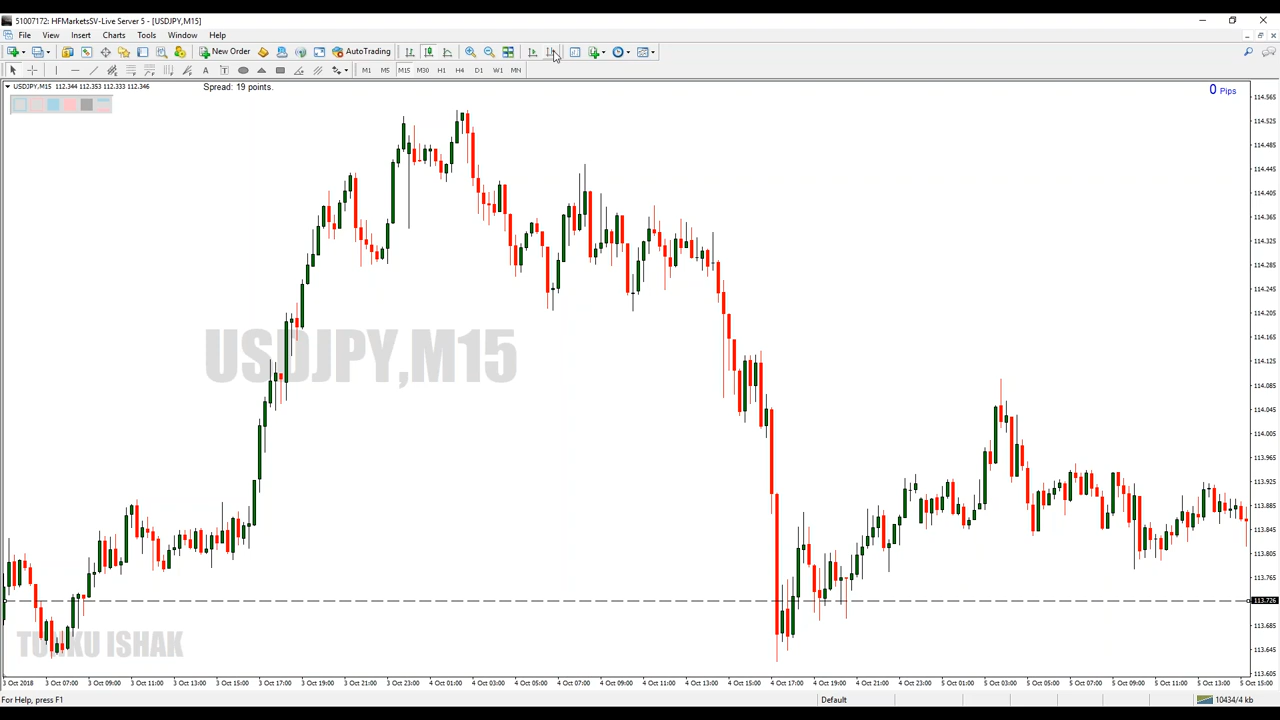 51007172: HFMarketsSV-Live Server 5 - [USDJPY,M15]
File View Insert Charts Tools Window Help
New Order AutoTrading
A T M1 M5 M15 M30 H1 H4 D1 W1 MN
USDJPY,M15 112.344 112.353 112.333 112.346 Spread: 19 points. 0 Pips
114.565
114.525
114.485
114.445
114.405
114.365
114.325
114.285
114.245
114.205
114.165
114.125
114.085
114.045
114.005
113.965
113.925
113.885
113.845
113.805
113.765
113.726
113.685
113.645
113.605
USDJPY,M15
TUNKU ISHAK
3 Oct 2018 3 Oct 07:00 3 Oct 09:00 3 Oct 11:00 3 Oct 13:00 3 Oct 15:00 3 Oct 17:00 3 Oct 19:00 3 Oct 21:00 3 Oct 23:00 4 Oct 01:00 4 Oct 03:00 4 Oct 05:00 4 Oct 07:00 4 Oct 09:00 4 Oct 11:00 4 Oct 13:00 4 Oct 15:00 4 Oct 17:00 4 Oct 19:00 4 Oct 21:00 4 Oct 23:00 5 Oct 01:00 5 Oct 03:00 5 Oct 05:00 5 Oct 07:00 5 Oct 09:00 5 Oct 11:00 5 Oct 13:00 5 Oct 15:00
For Help, press F1 Default 10434/4 kb